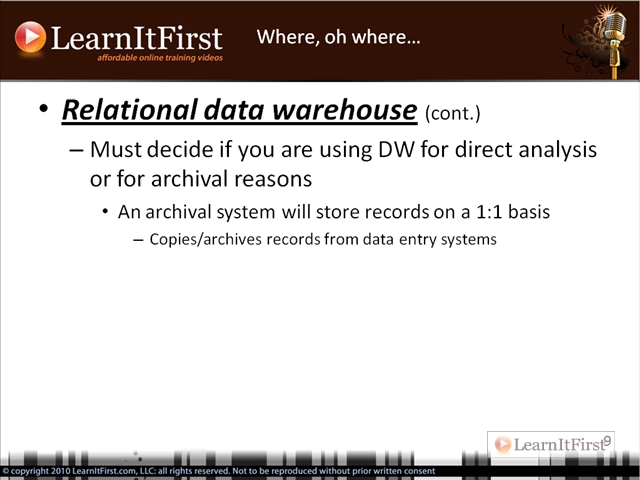 LearnItFirst
affordable online training videos
Where, oh where...
• Relational data warehouse (cont.)
– Must decide if you are using DW for direct analysis
or for archival reasons
• An archival system will store records on a 1:1 basis
– Copies/archives records from data entry systems
LearnItFirst
9
© copyright 2010 LearnItFirst.com, LLC: all rights reserved. Not to be reproduced without prior written consent